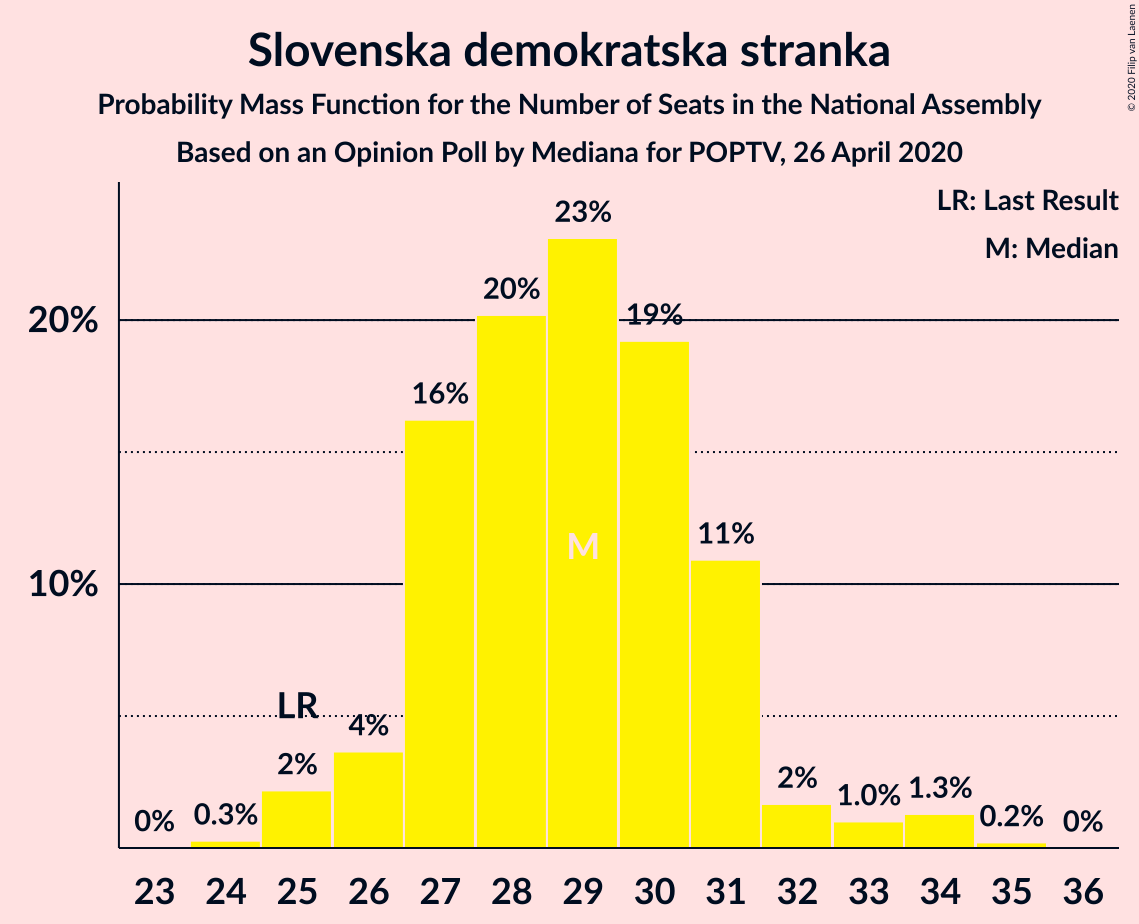 Slovenska demokratska stranka
Probability Mass Function for the Number of Seats in the National Assembly
Based on an Opinion Poll by Mediana for POPTV, 26 April 2020
© 2020 Filip van Laenen
LR: Last Result
M: Median
20%
10%
0%
0.3%
2%
LR
4%
16%
20%
23%
M
19%
11%
2%
1.0%
1.3%
0.2%
0%
23 24 25 26 27 28 29 30 31 32 33 34 35 36